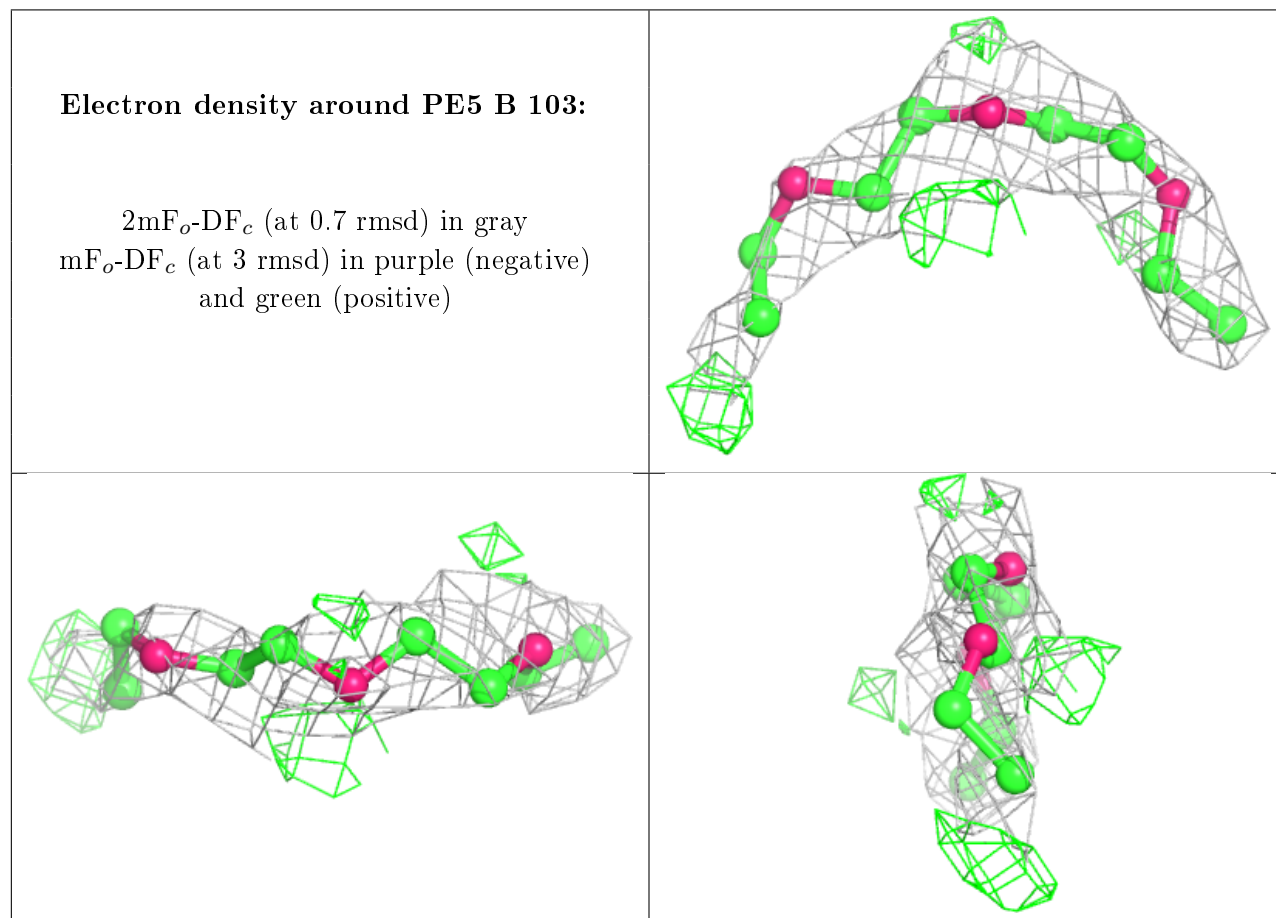 Electron density around PE5 B 103:
2mFₒ-DF𝒸 (at 0.7 rmsd) in gray
mFₒ-DF𝒸 (at 3 rmsd) in purple (negative)
and green (positive)